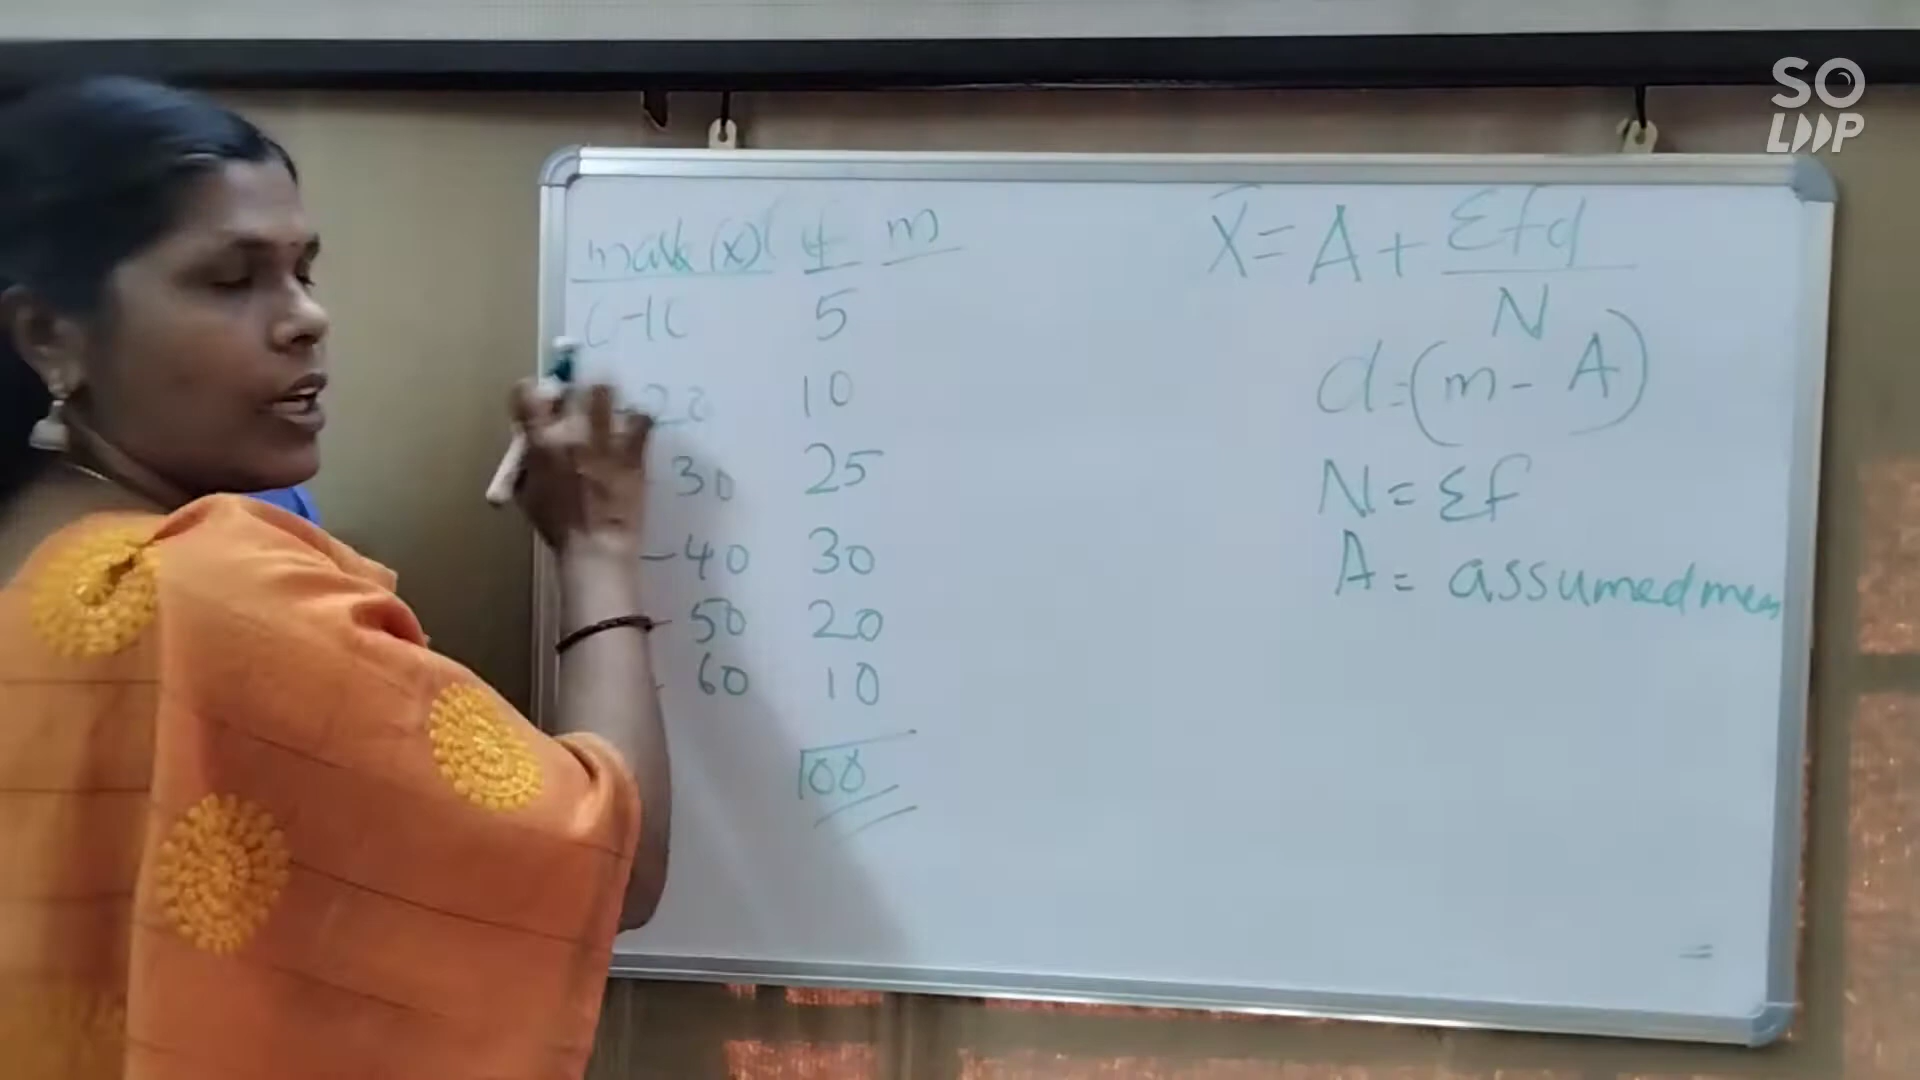 mark (x) f m
0-10 5
-20 10
30 25
-40 30
- 50 20
- 60 10
100
X̄ = A + Σfd
N
d = (m - A)
N = Σf
A = assumed mean
SO
LOOP